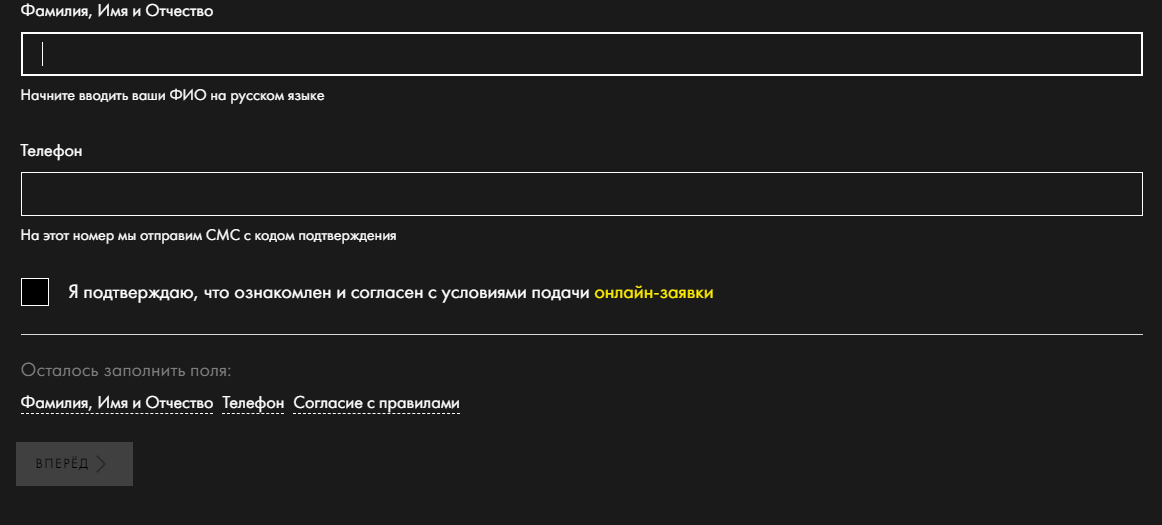 Фамилия, Имя и Отчество
Начните вводить ваши ФИО на русском языке
Телефон
На этот номер мы отправим СМС с кодом подтверждения
Я подтверждаю, что ознакомлен и согласен с условиями подачи онлайн-заявки
Осталось заполнить поля:
Фамилия, Имя и Отчество Телефон Согласие с правилами
ВПЕРЁД